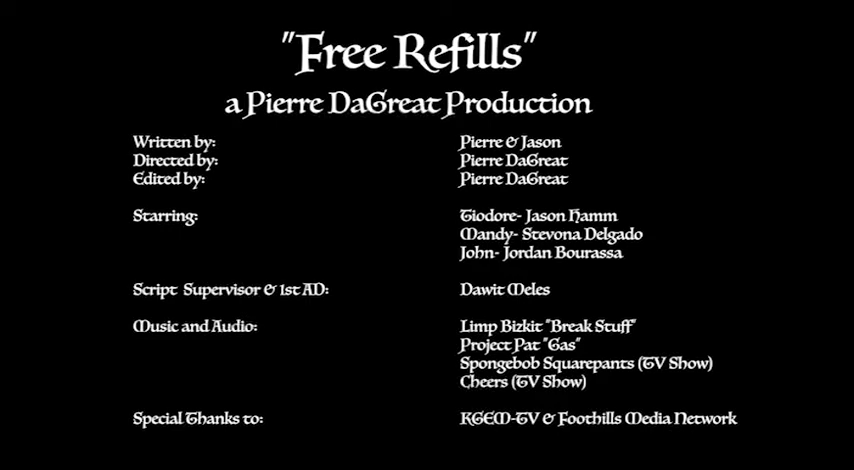 "Free Refills"
a Pierre DaGreat Production
Written by: Pierre & Jason
Directed by: Pierre DaGreat
Edited by: Pierre DaGreat
Starring: Tiodore- Jason Hamm
Mandy- Stevona Delgado
John- Jordan Bourassa
Script Supervisor & 1st AD: Dawit Meles
Music and Audio: Limp Bizkit "Break Stuff"
Project Pat "Gas"
Spongebob Squarepants (TV Show)
Cheers (TV Show)
Special Thanks to: KGEM-TV & Foothills Media Network